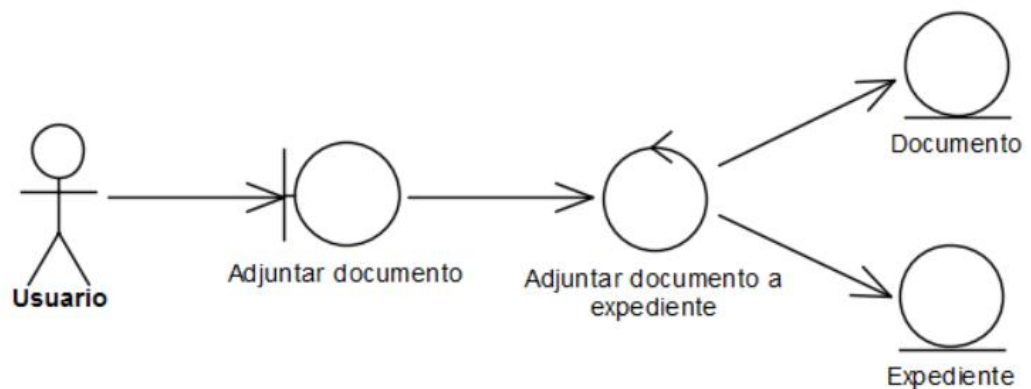 Usuario
Adjuntar documento
Adjuntar documento a
expediente
Documento
Expediente